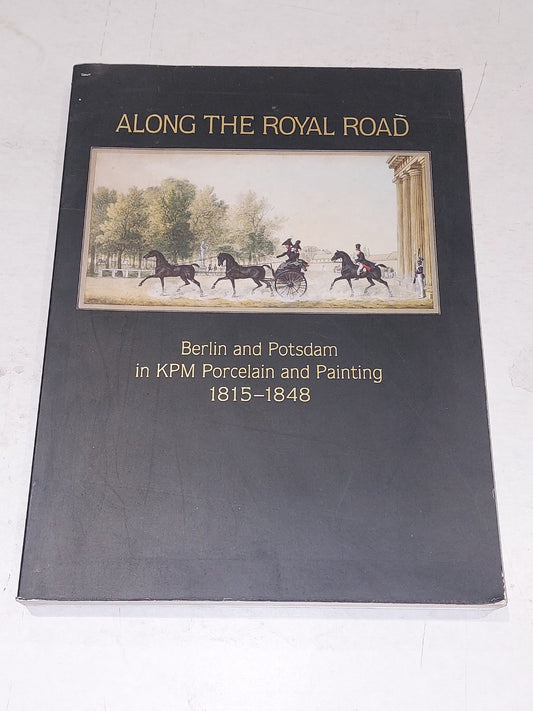 ALONG THE ROYAL ROAD
Berlin and Potsdam
in KPM Porcelain and Painting
1815–1848